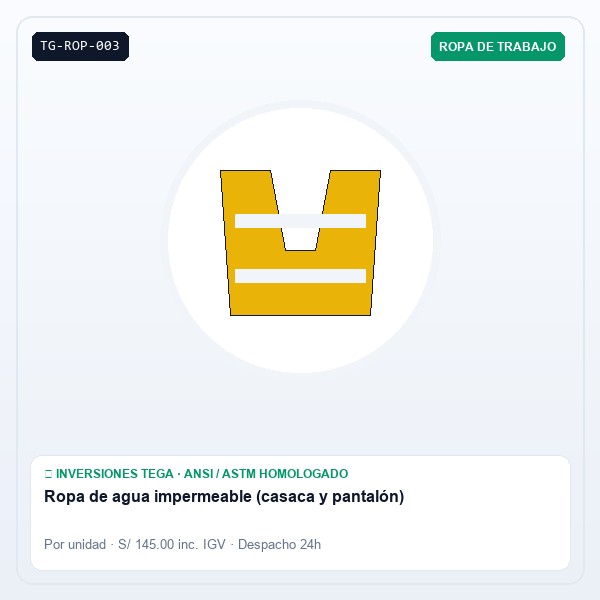 TG-ROP-003
ROPA DE TRABAJO
INVERSIONES TEGA · ANSI / ASTM HOMOLOGADO
Ropa de agua impermeable (casaca y pantalón)
Por unidad · S/ 145.00 inc. IGV · Despacho 24h